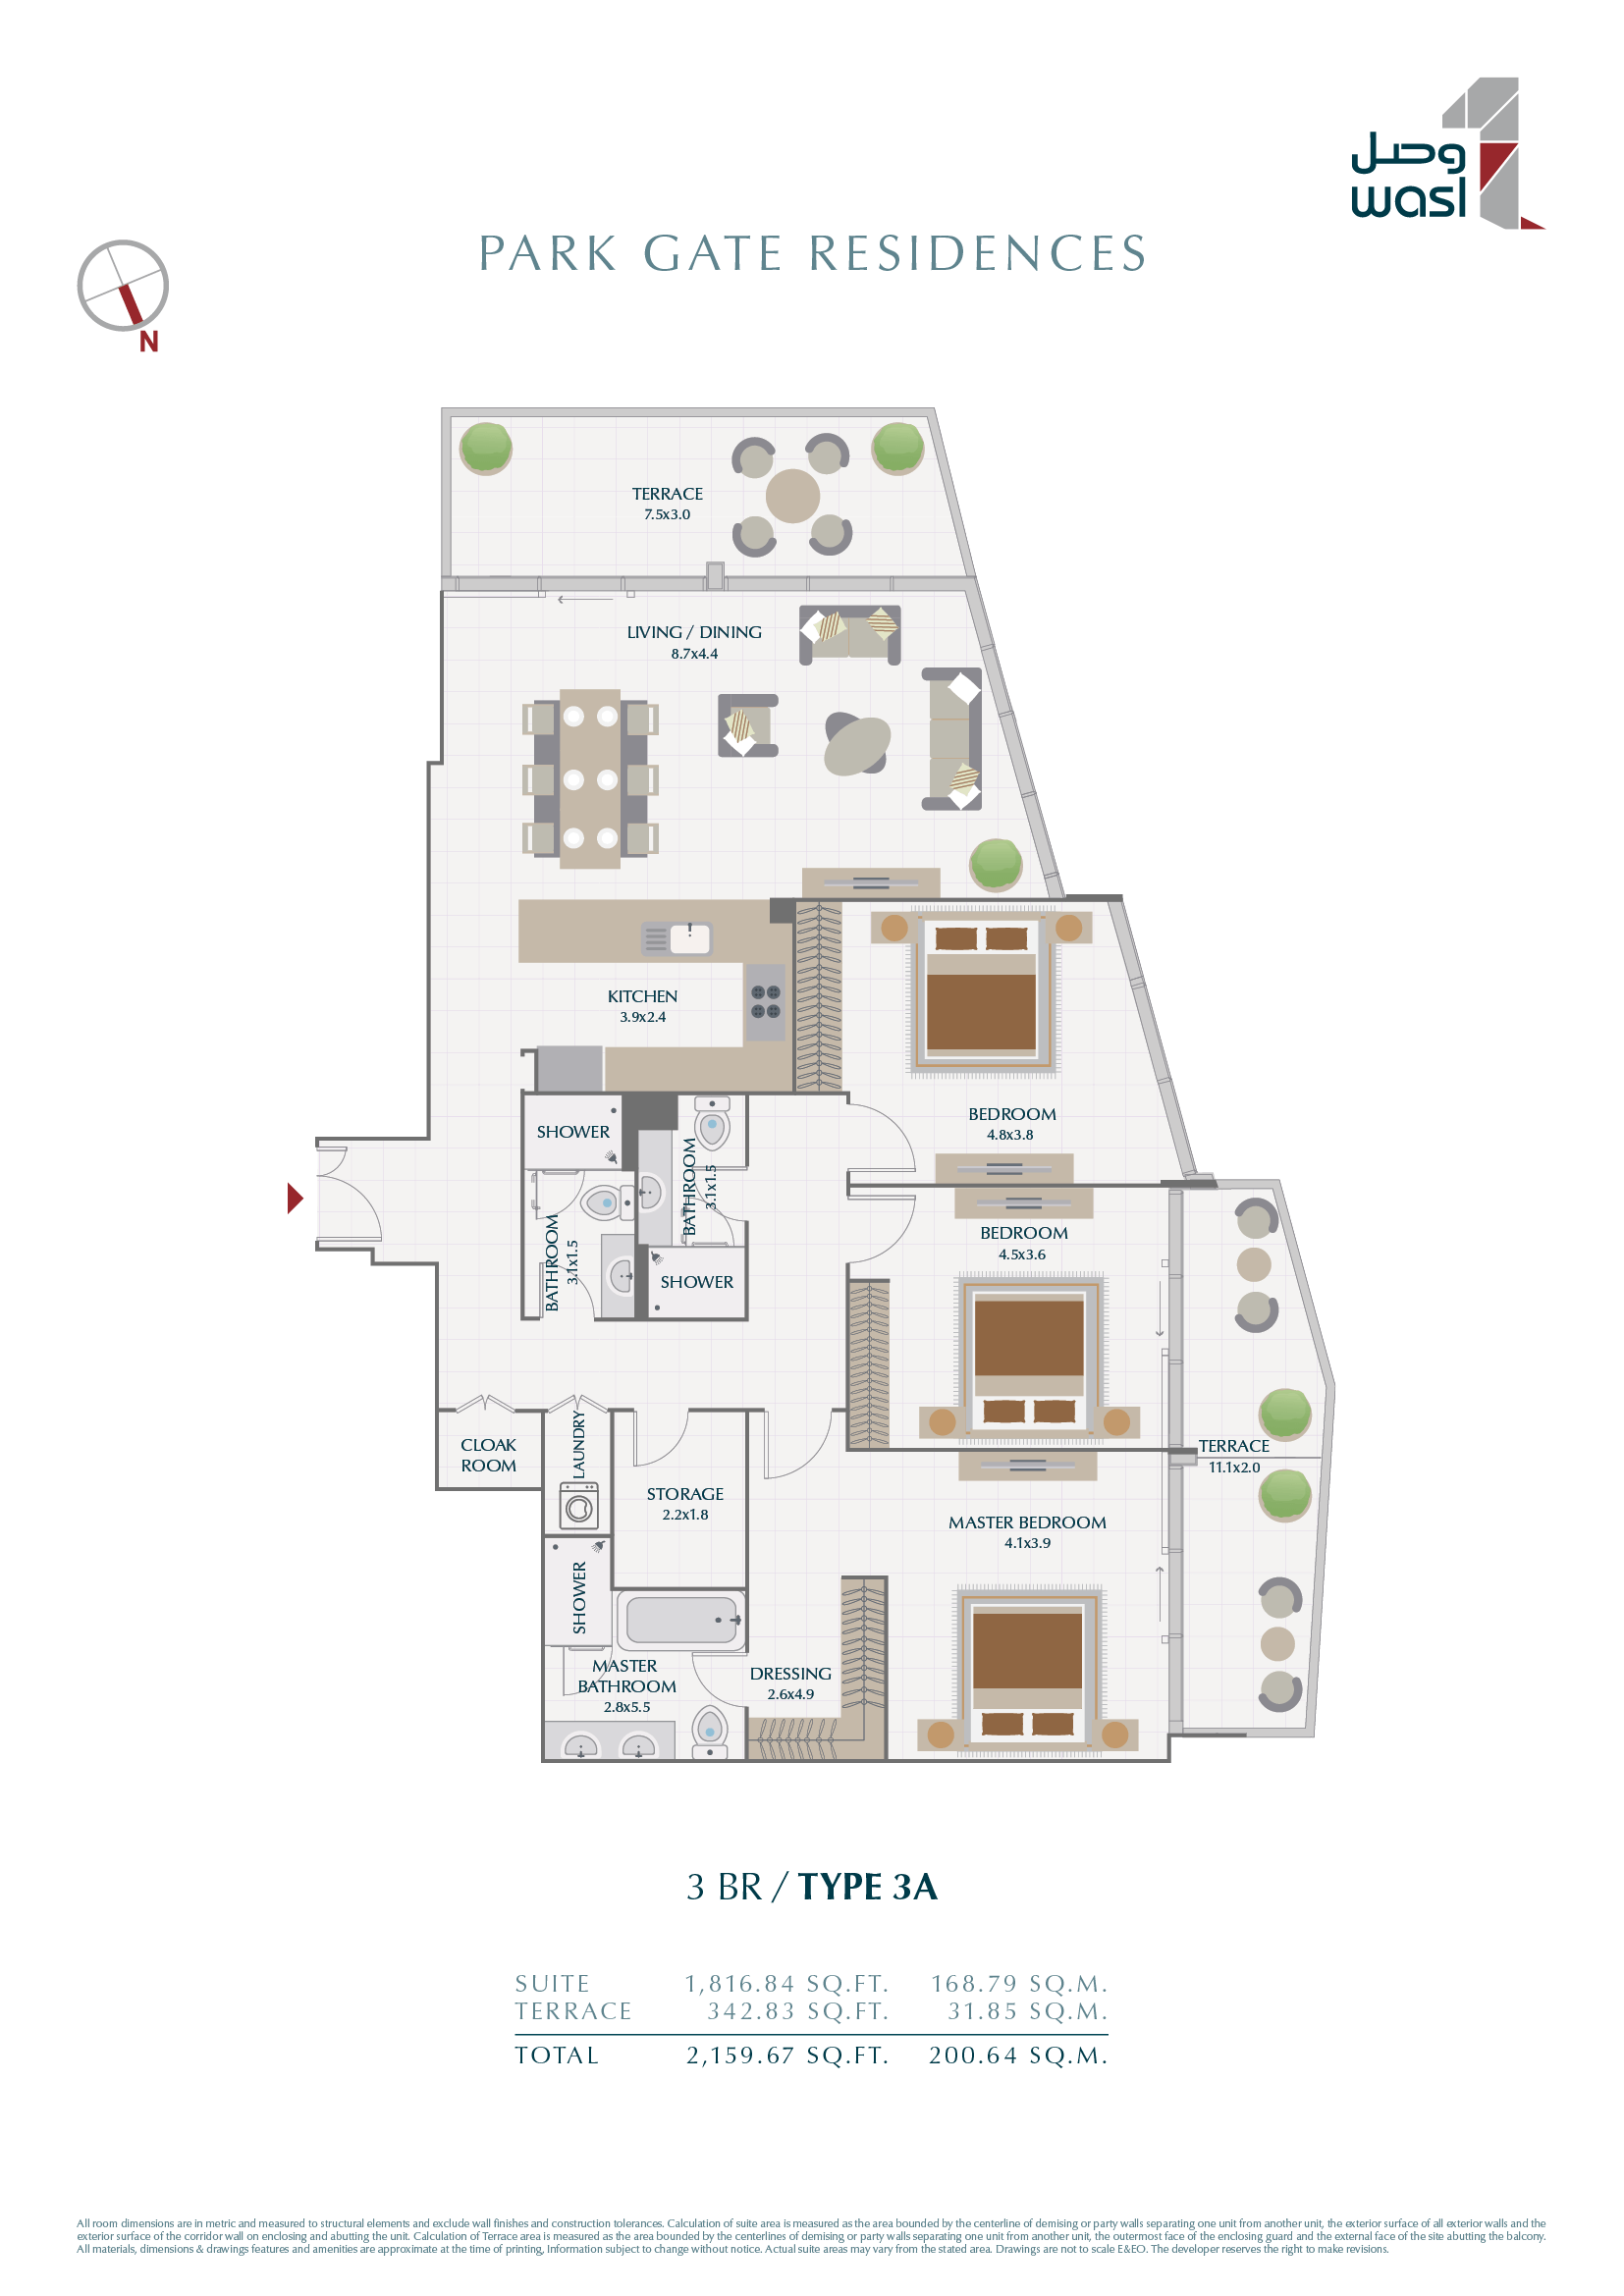 وصل
wasl
PARK GATE RESIDENCES
N
TERRACE
7.5x3.0
LIVING / DINING
8.7x4.4
KITCHEN
3.9x2.4
BEDROOM
4.8x3.8
SHOWER
BATHROOM
3.1x1.5
BATHROOM
3.1x1.5
SHOWER
BEDROOM
4.5x3.6
CLOAK
ROOM
LAUNDRY
STORAGE
2.2x1.8
TERRACE
11.1x2.0
MASTER BEDROOM
4.1x3.9
SHOWER
MASTER
BATHROOM
2.8x5.5
DRESSING
2.6x4.9
3 BR / TYPE 3A
SUITE 1,816.84 SQ.FT. 168.79 SQ.M.
TERRACE 342.83 SQ.FT. 31.85 SQ.M.
TOTAL 2,159.67 SQ.FT. 200.64 SQ.M.
All room dimensions are in metric and measured to structural elements and exclude wall finishes and construction tolerances. Calculation of suite area is measured as the area bounded by the centerline of demising or party walls separating one unit from another unit, the exterior surface of all exterior walls and the
exterior surface of the corridor wall on enclosing and abutting the unit. Calculation of Terrace area is measured as the area bounded by the centerlines of demising or party walls separating one unit from another unit, the outermost face of the enclosing guard and the external face of the site abutting the balcony.
All materials, dimensions & drawings features and amenities are approximate at the time of printing, Information subject to change without notice. Actual suite areas may vary from the stated area. Drawings are not to scale E&EO. The developer reserves the right to make revisions.